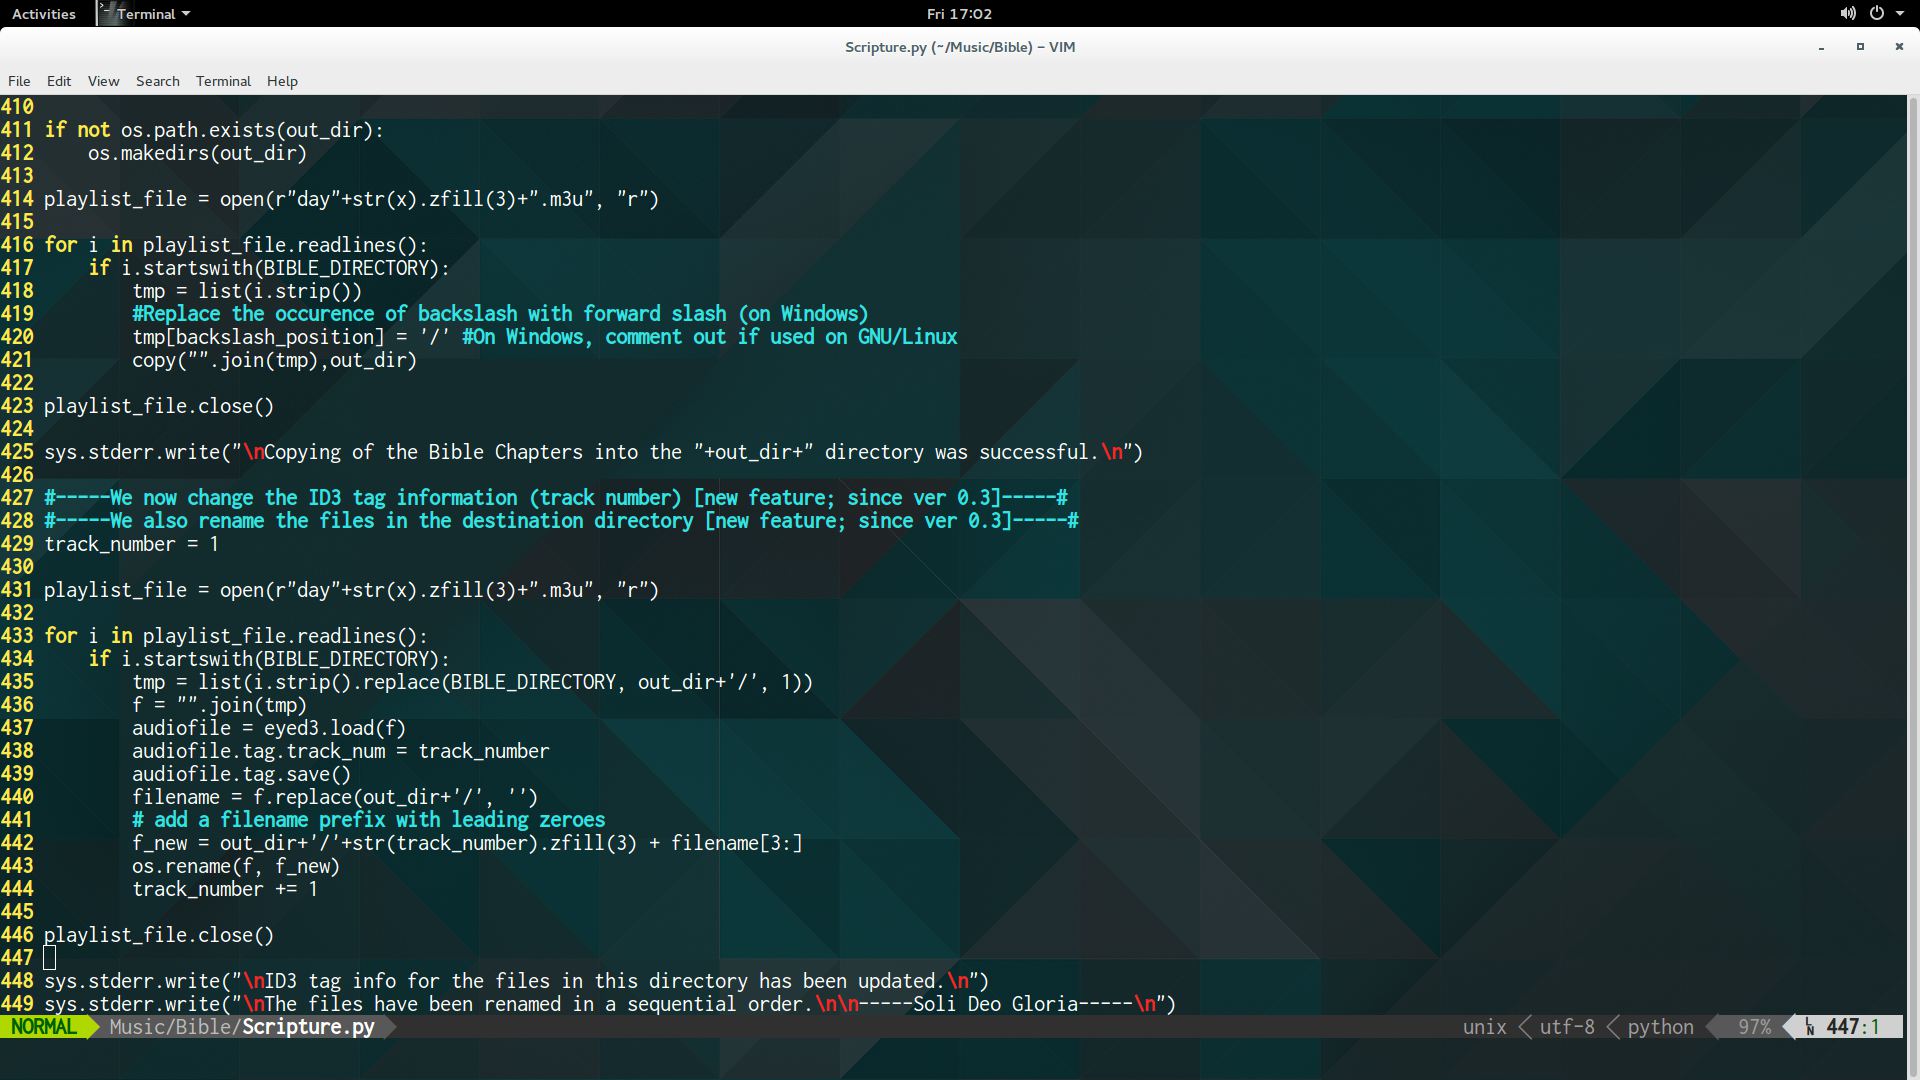 Activities Terminal Fri 17:02
Scripture.py (~/Music/Bible) – VIM
File Edit View Search Terminal Help
410
411 if not os.path.exists(out_dir):
412     os.makedirs(out_dir)
413
414 playlist_file = open(r"day"+str(x).zfill(3)+".m3u", "r")
415
416 for i in playlist_file.readlines():
417     if i.startswith(BIBLE_DIRECTORY):
418         tmp = list(i.strip())
419         #Replace the occurence of backslash with forward slash (on Windows)
420         tmp[backslash_position] = '/' #On Windows, comment out if used on GNU/Linux
421         copy("".join(tmp),out_dir)
422
423 playlist_file.close()
424
425 sys.stderr.write("\nCopying of the Bible Chapters into the "+out_dir+" directory was successful.\n")
426
427 #-----We now change the ID3 tag information (track number) [new feature; since ver 0.3]-----#
428 #-----We also rename the files in the destination directory [new feature; since ver 0.3]-----#
429 track_number = 1
430
431 playlist_file = open(r"day"+str(x).zfill(3)+".m3u", "r")
432
433 for i in playlist_file.readlines():
434     if i.startswith(BIBLE_DIRECTORY):
435         tmp = list(i.strip().replace(BIBLE_DIRECTORY, out_dir+'/', 1))
436         f = "".join(tmp)
437         audiofile = eyed3.load(f)
438         audiofile.tag.track_num = track_number
439         audiofile.tag.save()
440         filename = f.replace(out_dir+'/', '')
441         # add a filename prefix with leading zeroes
442         f_new = out_dir+'/'+str(track_number).zfill(3) + filename[3:]
443         os.rename(f, f_new)
444         track_number += 1
445
446 playlist_file.close()
447
448 sys.stderr.write("\nID3 tag info for the files in this directory has been updated.\n")
449 sys.stderr.write("\nThe files have been renamed in a sequential order.\n\n-----Soli Deo Gloria-----\n")
NORMAL Music/Bible/Scripture.py unix utf-8 python 97% LN 447:1